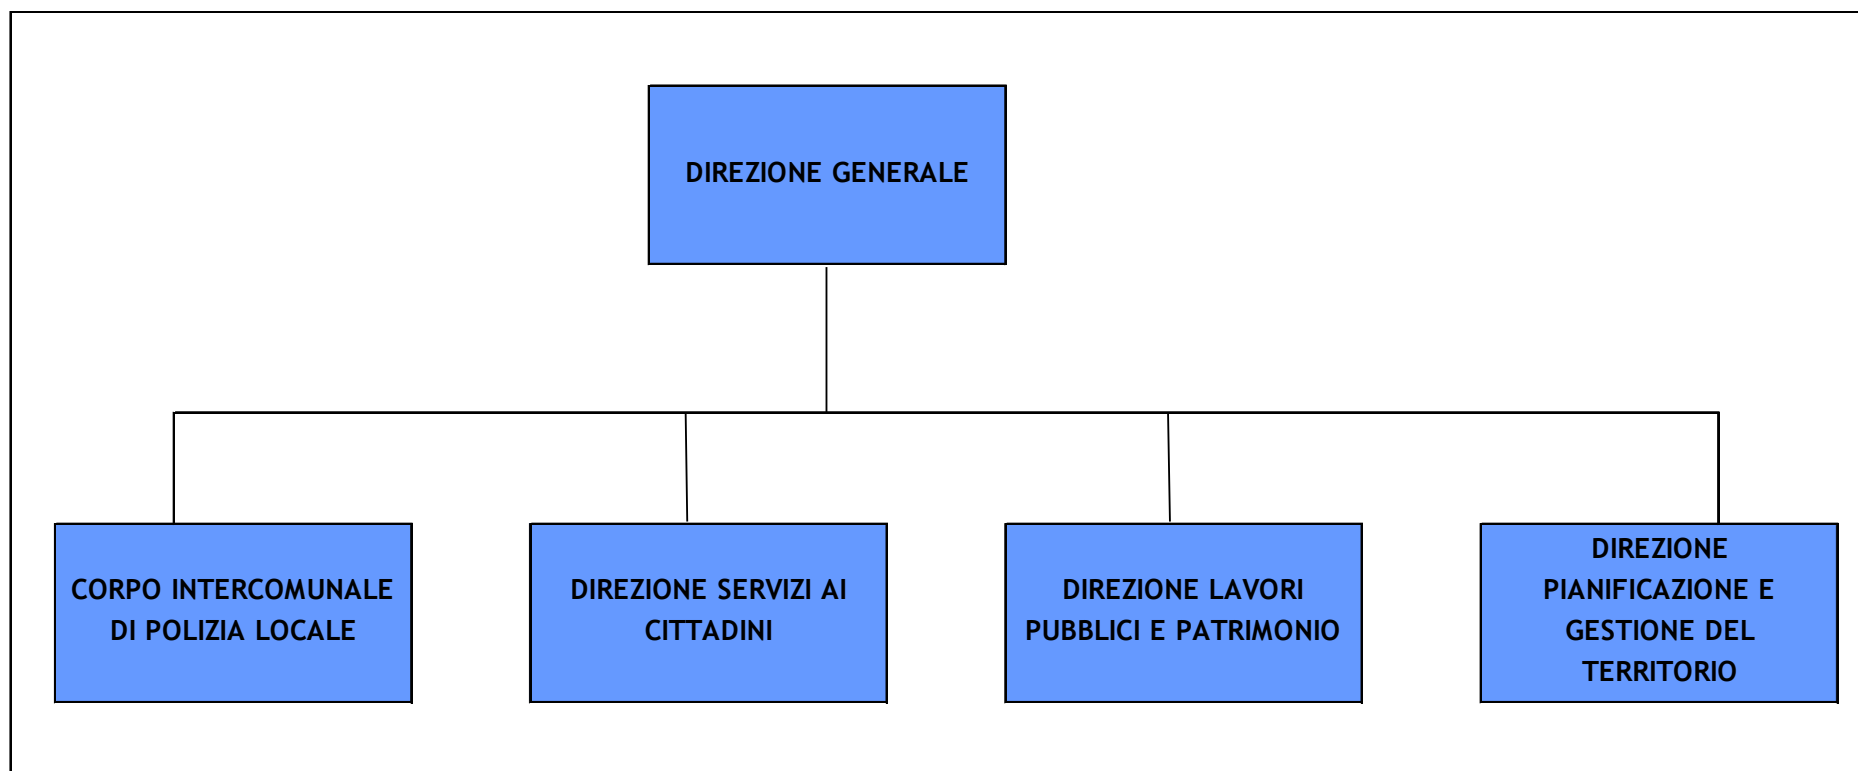 DIREZIONE GENERALE
CORPO INTERCOMUNALE
DI POLIZIA LOCALE
DIREZIONE SERVIZI AI
CITTADINI
DIREZIONE LAVORI
PUBBLICI E PATRIMONIO
DIREZIONE
PIANIFICAZIONE E
GESTIONE DEL
TERRITORIO